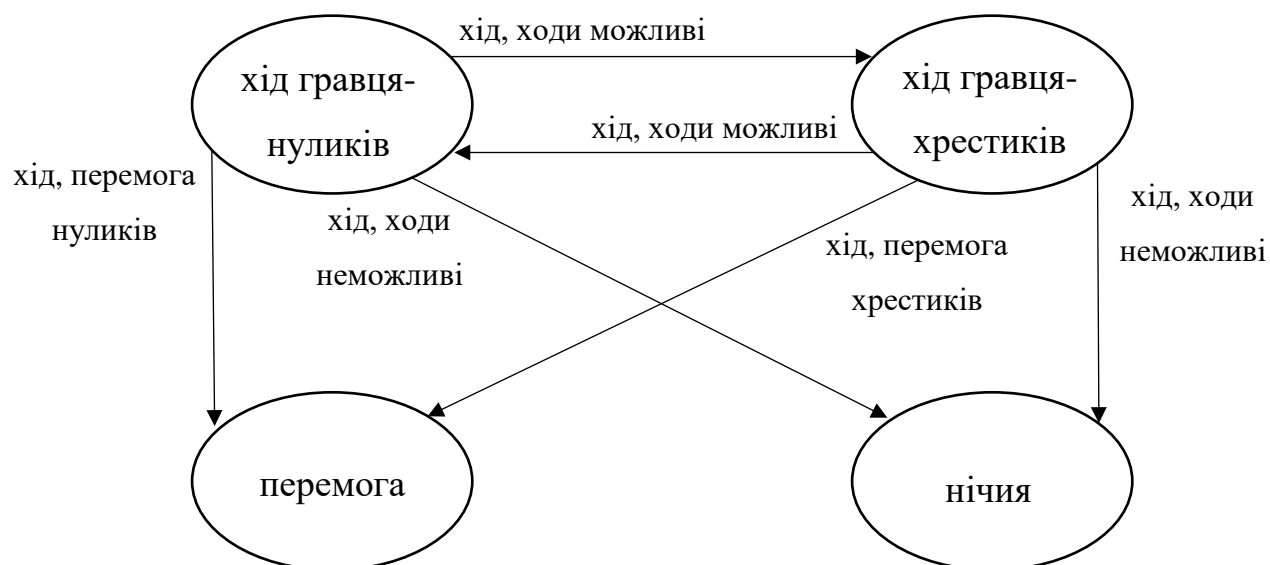 хід, ходи можливі
хід гравця-
нуликів
хід гравця-
хрестиків
хід, ходи можливі
хід, перемога
нуликів
хід, ходи
неможливі
хід, перемога
хрестиків
хід, ходи
неможливі
перемога
нічия